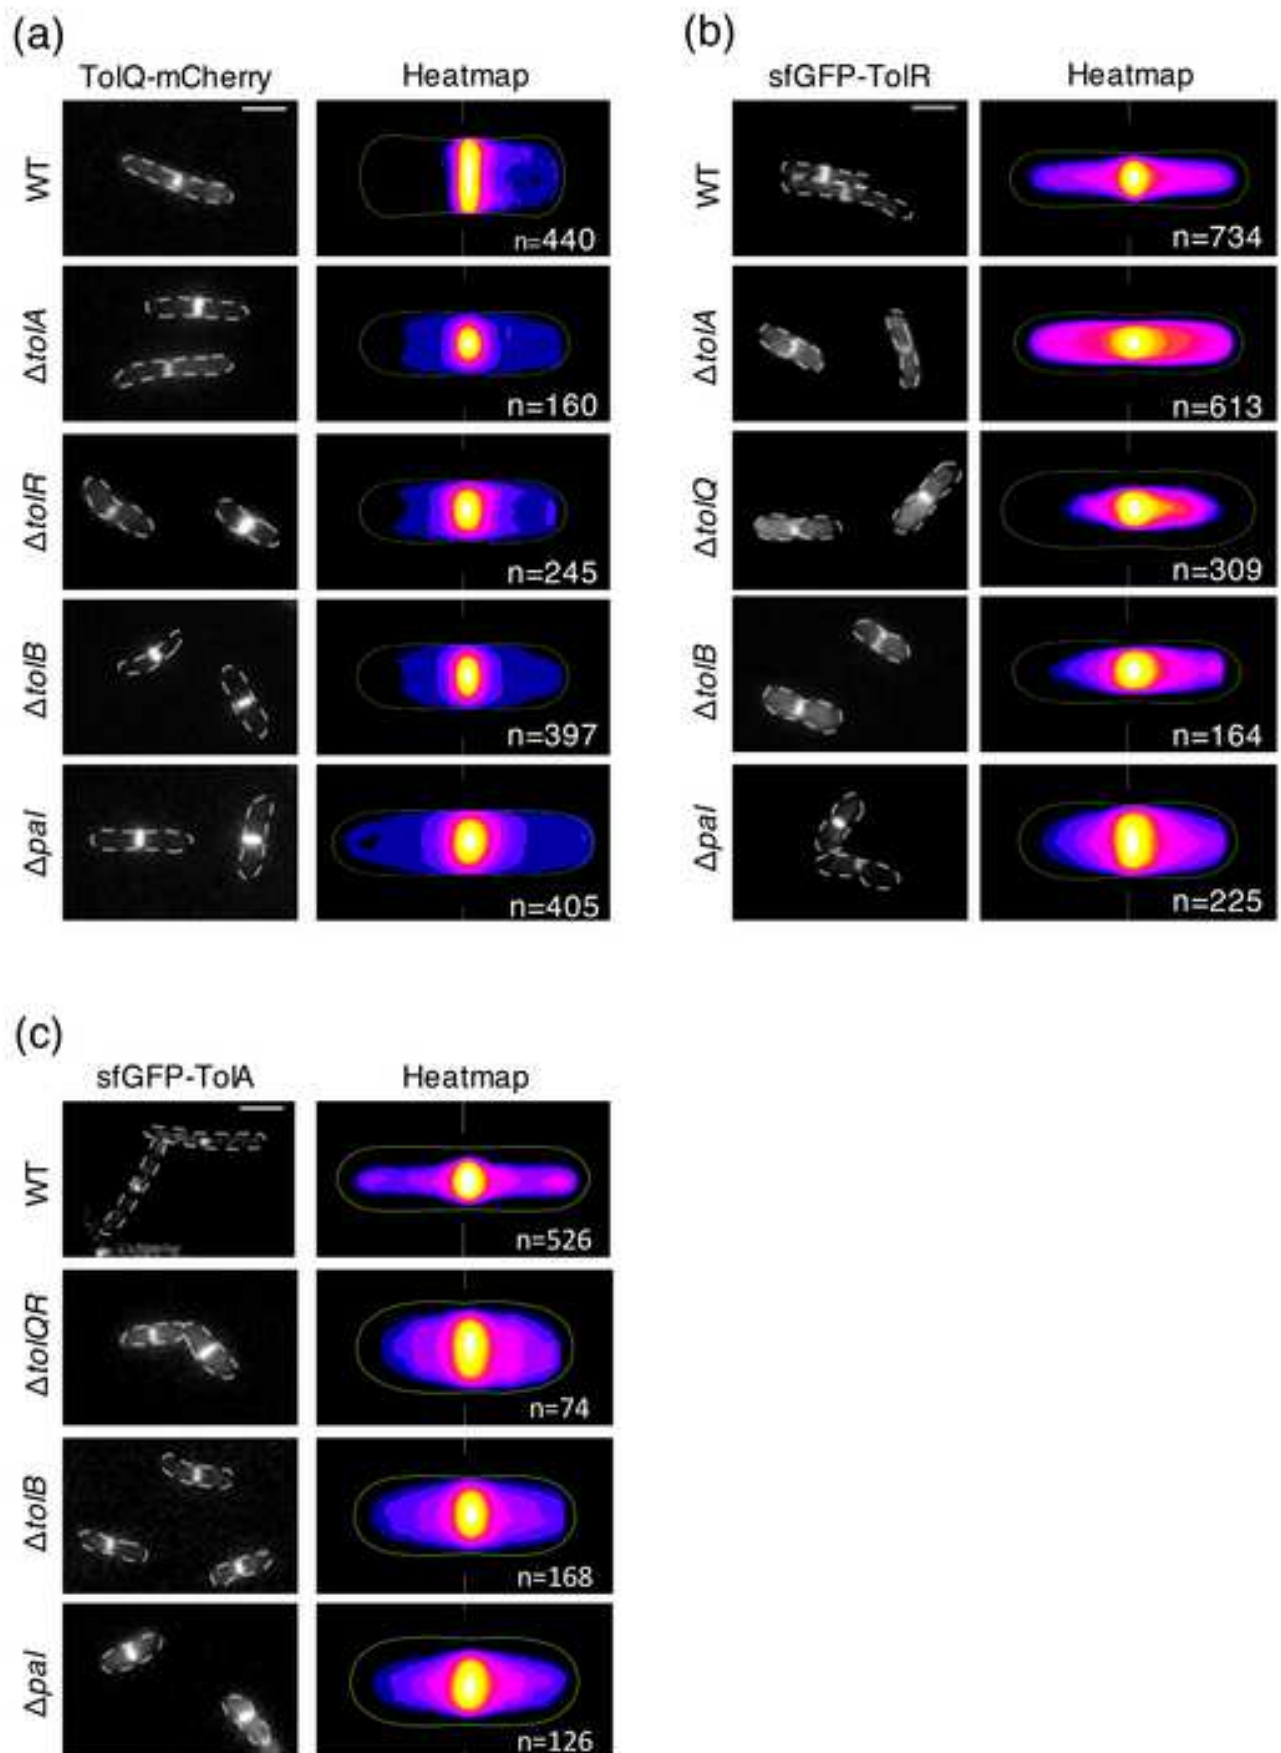 (a)
TolQ-mCherry Heatmap
WT
n=440
ΔtolA
n=160
ΔtolR
n=245
ΔtolB
n=397
Δpal
n=405
(b)
sfGFP-TolR Heatmap
WT
n=734
ΔtolA
n=613
ΔtolQ
n=309
ΔtolB
n=164
Δpal
n=225
(c)
sfGFP-TolA Heatmap
WT
n=526
ΔtolQR
n=74
ΔtolB
n=168
Δpal
n=126